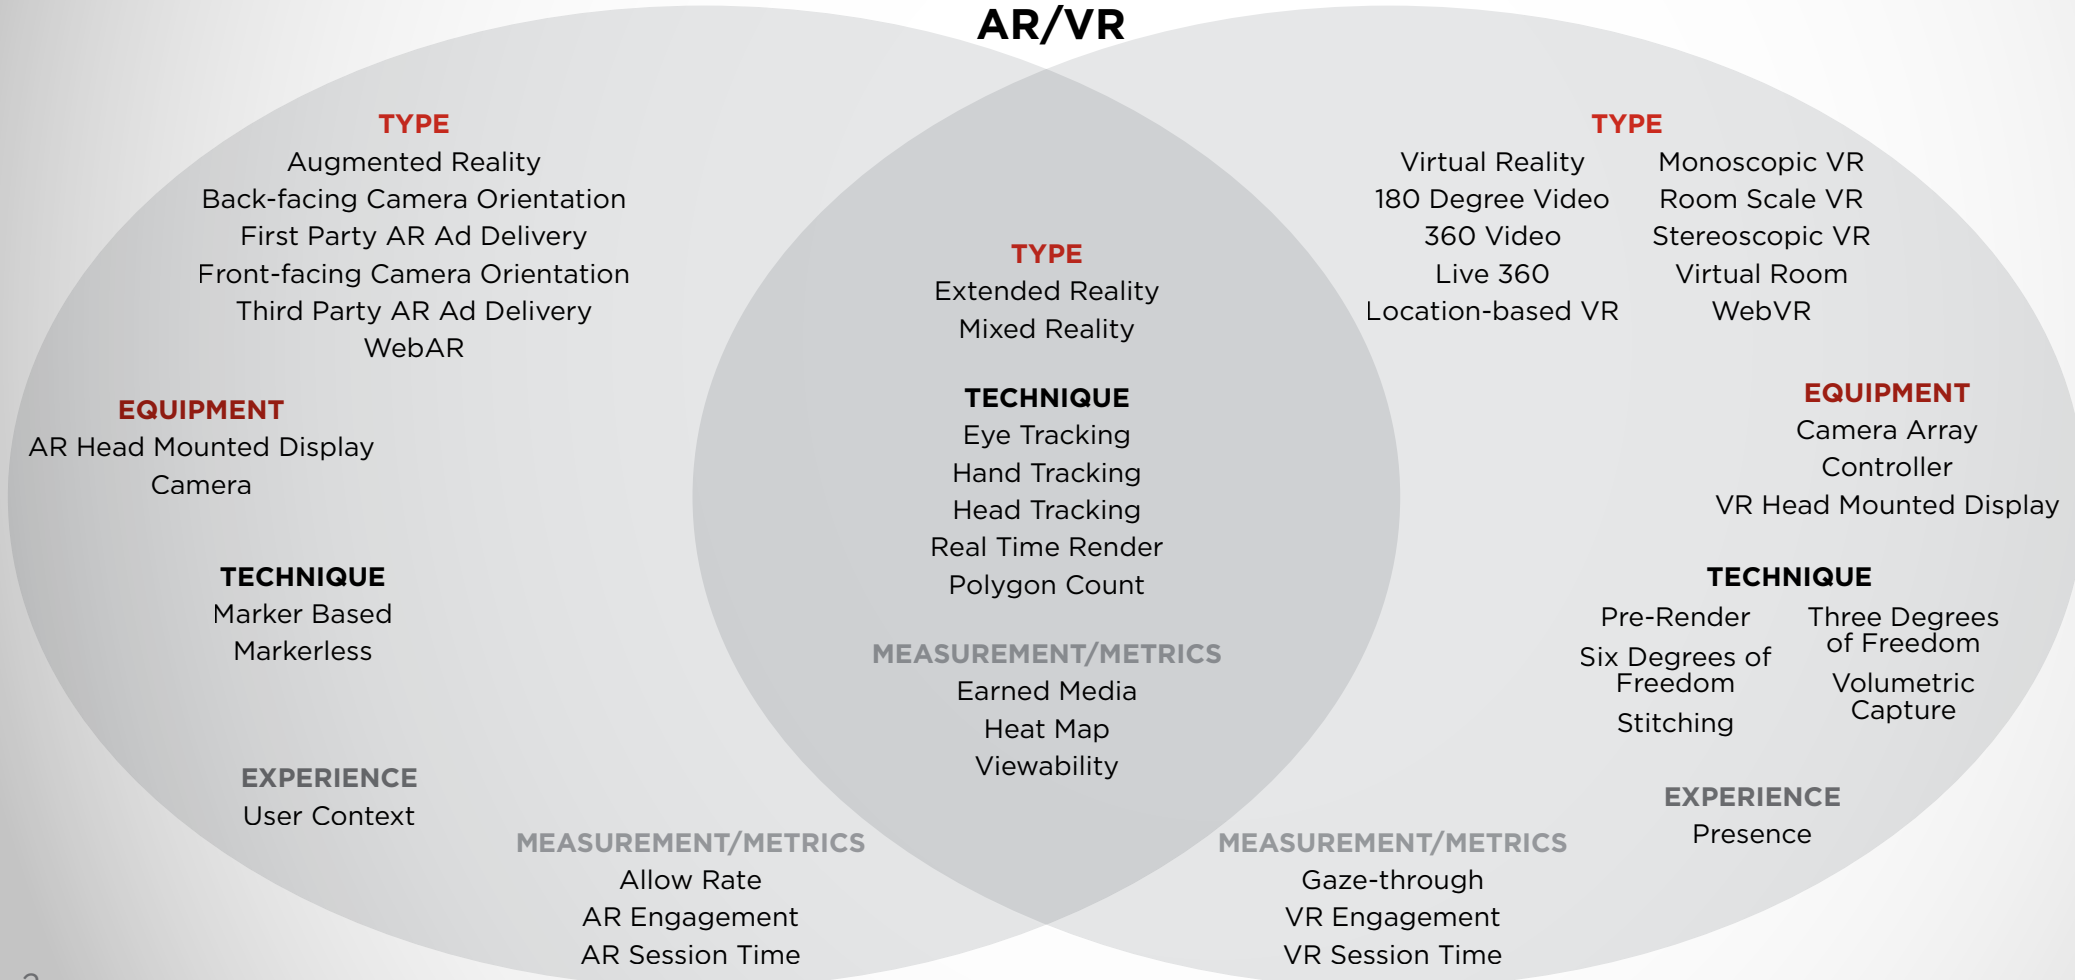 AR/VR
TYPE
Augmented Reality
Back-facing Camera Orientation
First Party AR Ad Delivery
Front-facing Camera Orientation
Third Party AR Ad Delivery
WebAR
EQUIPMENT
AR Head Mounted Display
Camera
TECHNIQUE
Marker Based
Markerless
EXPERIENCE
User Context
MEASUREMENT/METRICS
Allow Rate
AR Engagement
AR Session Time
TYPE
Extended Reality
Mixed Reality
TECHNIQUE
Eye Tracking
Hand Tracking
Head Tracking
Real Time Render
Polygon Count
MEASUREMENT/METRICS
Earned Media
Heat Map
Viewability
TYPE
Virtual Reality
180 Degree Video
360 Video
Live 360
Location-based VR
Monoscopic VR
Room Scale VR
Stereoscopic VR
Virtual Room
WebVR
EQUIPMENT
Camera Array
Controller
VR Head Mounted Display
TECHNIQUE
Pre-Render
Six Degrees of
Freedom
Stitching
Three Degrees
of Freedom
Volumetric
Capture
EXPERIENCE
Presence
MEASUREMENT/METRICS
Gaze-through
VR Engagement
VR Session Time